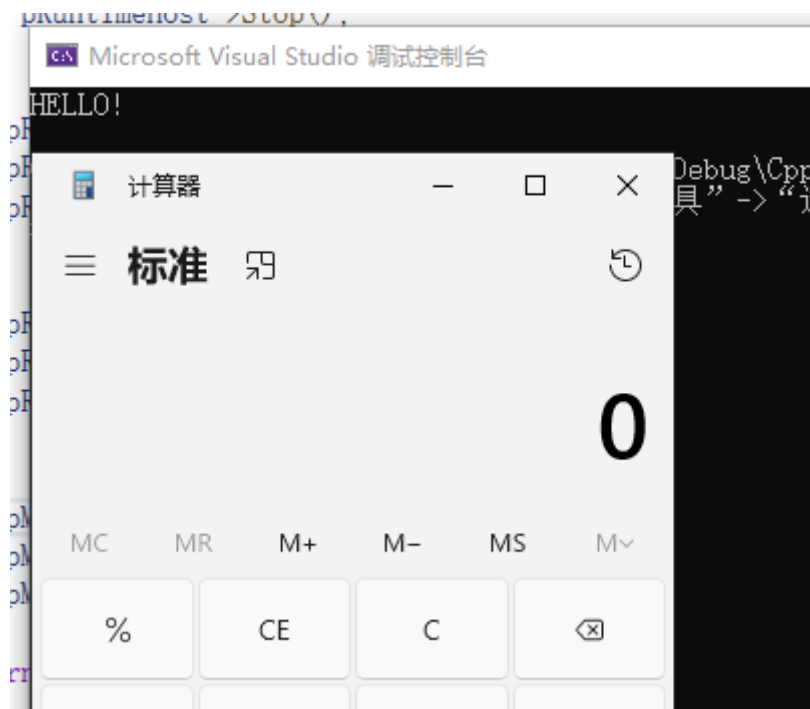 pRuntimeHost->Stop();
Microsoft Visual Studio 调试控制台
HELLO!
Debug\Cpp
具”->“
计算器
标准
0
MC MR M+ M- MS M
% CE C